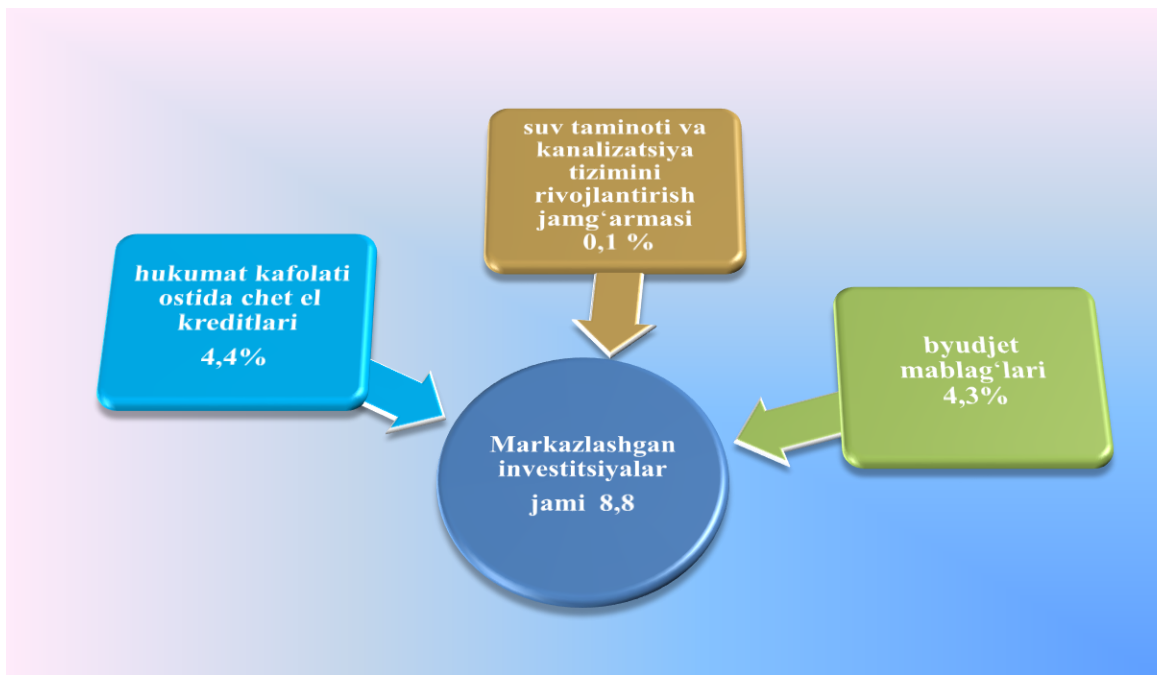 suv taminoti va
kanalizatsiya
tizimini
rivojlantirish
jamg‘armasi
0,1 %
hukumat kafolati
ostida chet el
kreditlari
4,4%
byudjet
mablag‘lari
4,3%
Markazlashgan
investitsiyalar
jami 8,8